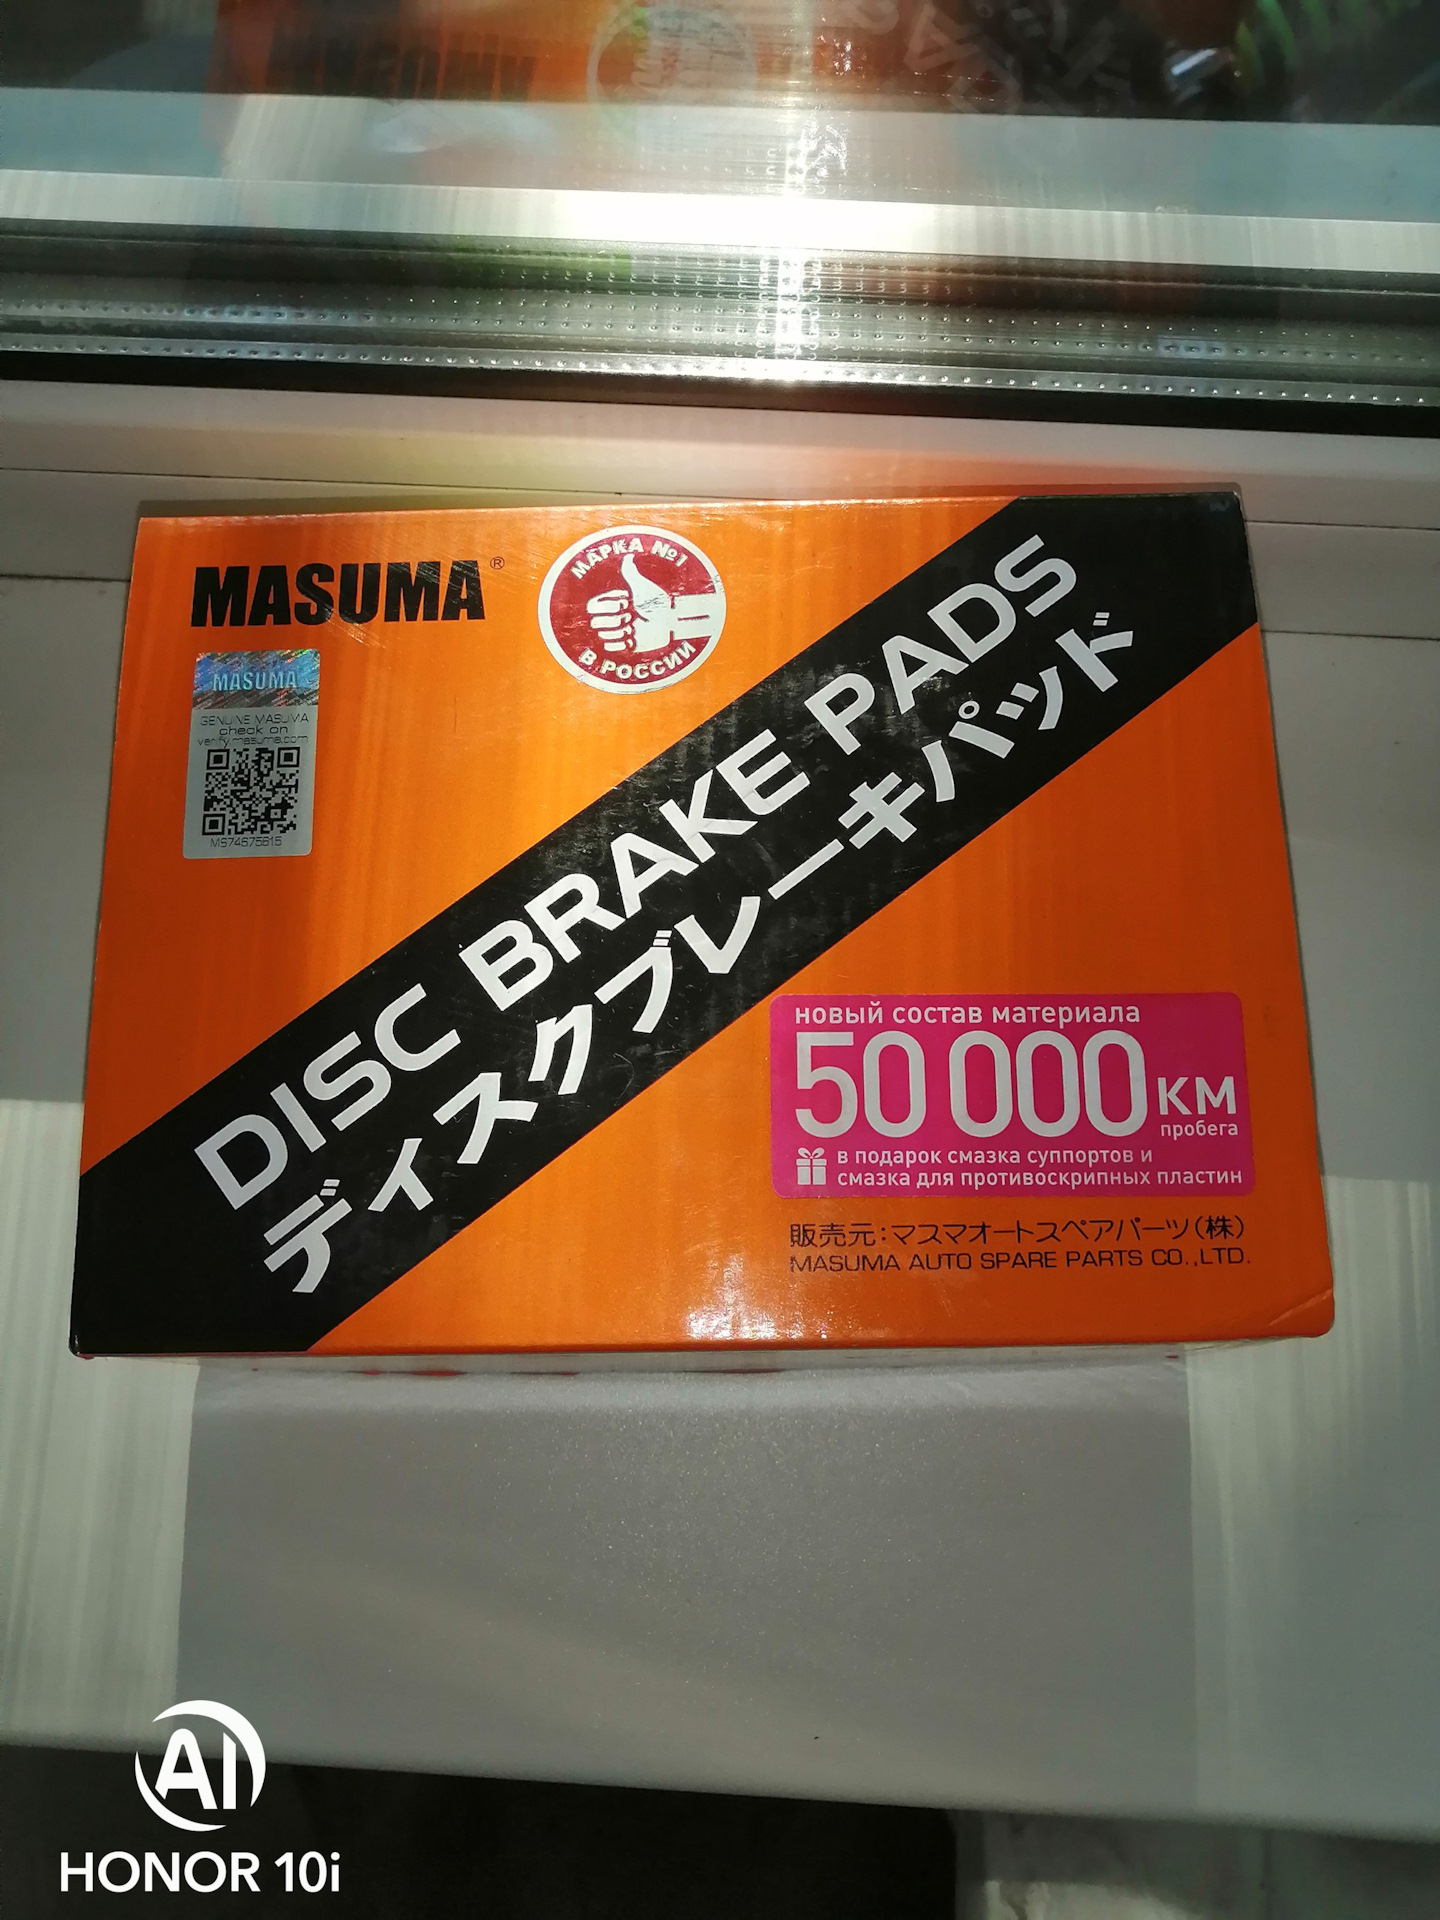 MASUMA®
МАРКА №1
В РОССИИ
MASUMA
GENUINE MASUMA
check on
verify.masuma.com
MS74675815
DISC BRAKE PADS
ディスクブレーキパッド
новый состав материала
50 000 км
пробега
в подарок смазка суппортов и
смазка для противоскрипных пластин
販売元:マスマオートスペアパーツ(株)
MASUMA AUTO SPARE PARTS CO.,LTD.
AI
HONOR 10i